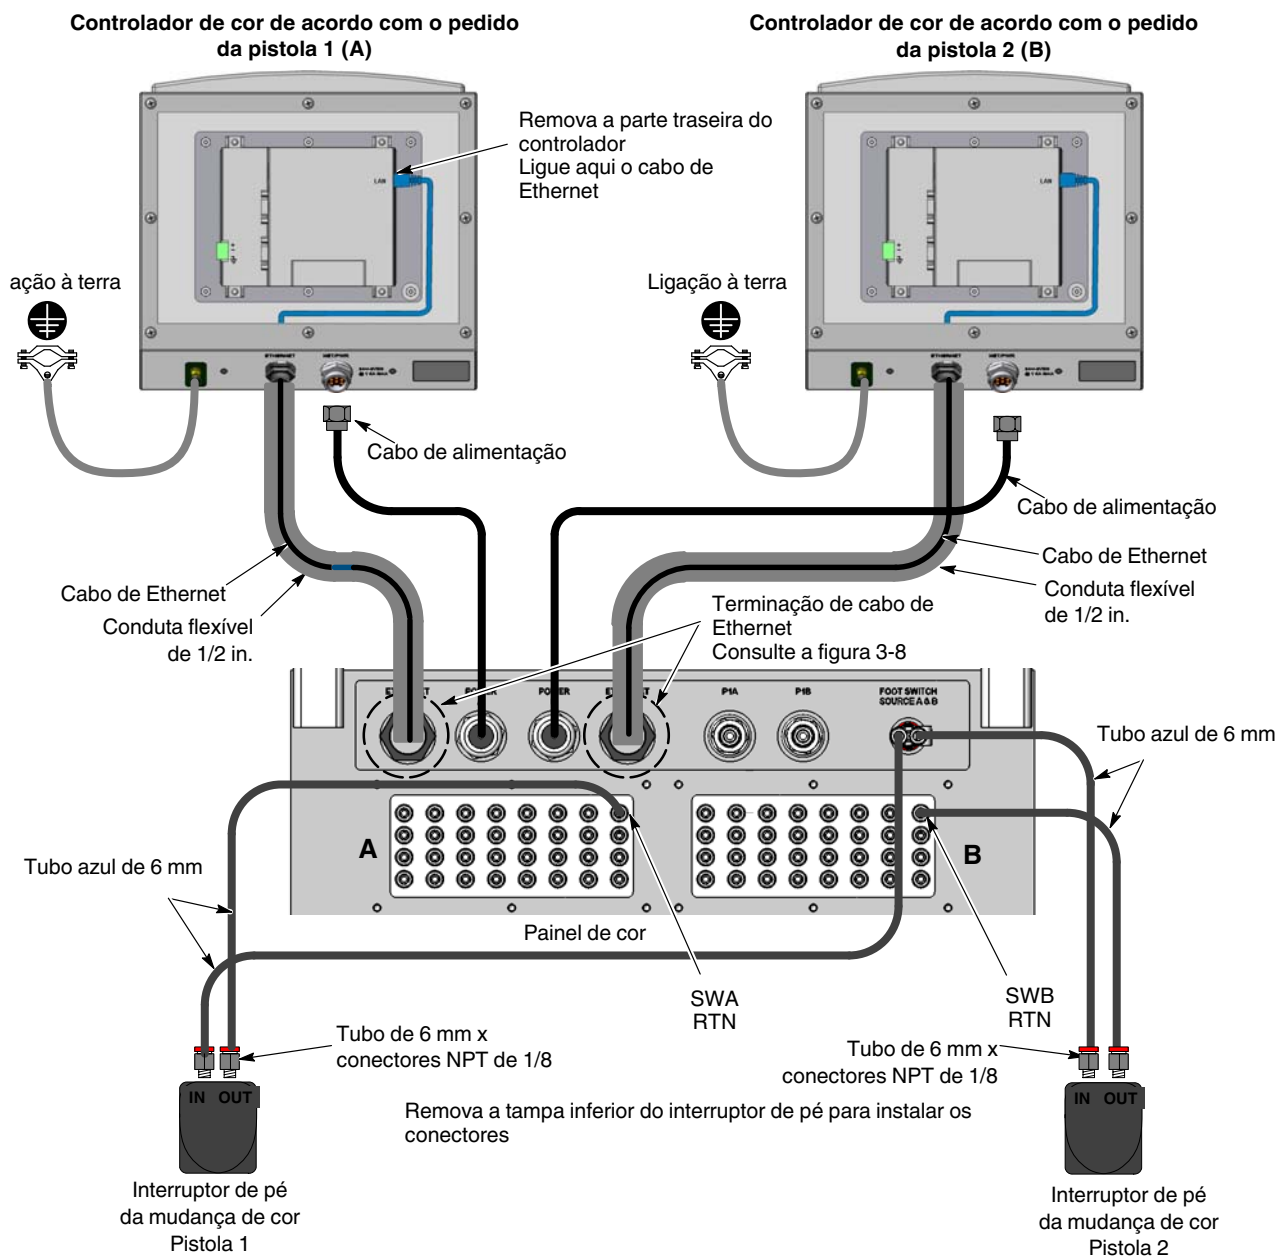 Controlador de cor de acordo com o pedido
da pistola 1 (A)
Controlador de cor de acordo com o pedido
da pistola 2 (B)
Remova a parte traseira do
controlador
Ligue aqui o cabo de
Ethernet
LAN
LAN
ação à terra
Ligação à terra
ETHERNET
NET/PWR
ETHERNET
NET/PWR
Cabo de alimentação
Cabo de alimentação
Cabo de Ethernet
Conduta flexível
de 1/2 in.
Cabo de Ethernet
Conduta flexível
de 1/2 in.
Terminação de cabo de
Ethernet
Consulte a figura 3-8
POWER
POWER
P1A
P1B
FOOT SWITCH
SOURCE A & B
Tubo azul de 6 mm
A
B
Tubo azul de 6 mm
Painel de cor
SWA
RTN
SWB
RTN
Tubo de 6 mm x
conectores NPT de 1/8
Tubo de 6 mm x
conectores NPT de 1/8
IN OUT
IN OUT
Remova a tampa inferior do interruptor de pé para instalar os
conectores
Interruptor de pé
da mudança de cor
Pistola 1
Interruptor de pé
da mudança de cor
Pistola 2